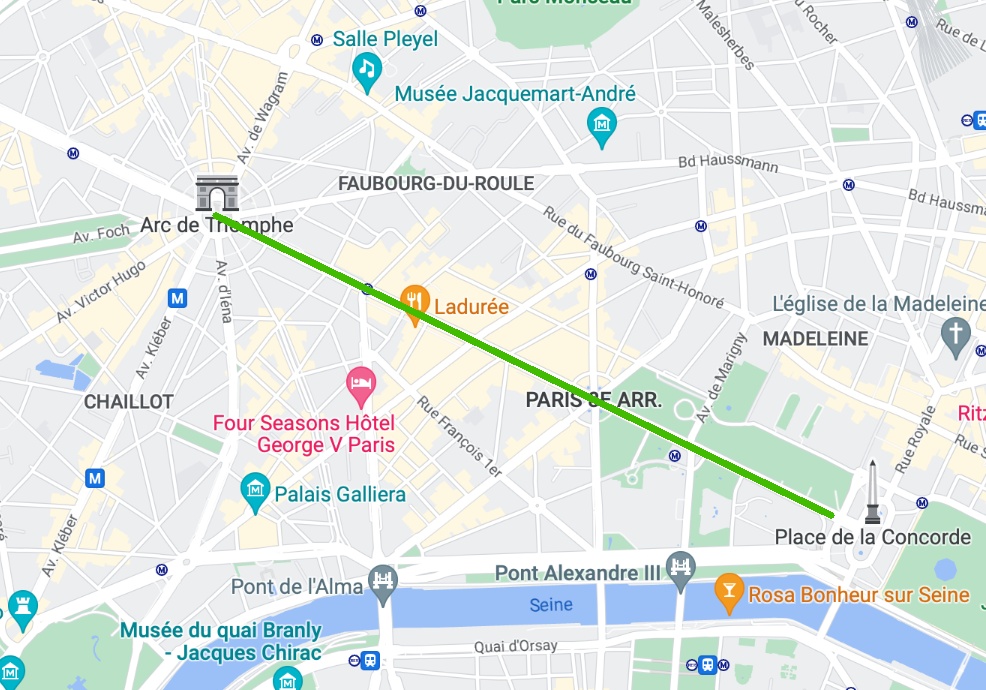 Parc Monceau
Salle Pleyel
Malesherbes
du Rocher
Rue de
Av. de Wagram
Musée Jacquemart-André
Bd Haussmann
FAUBOURG-DU-ROULE
Bd Haussm
Arc de Triomphe
Av. Foch
Rue du Faubourg Saint-Honoré
Av. Victor Hugo
Av. d'Iéna
M
Ladurée
L'église de la Madeleine
MADELEINE
Av. Kléber
Av. de Marigny
CHAILLOT
PARIS 8E ARR.
Four Seasons Hôtel
George V Paris
Rue François 1er
Rue Royale
Ritz
Rue S
M
Palais Galliera
Av. Kléber
Place de la Concorde
Pont de l'Alma
Pont Alexandre III
Rosa Bonheur sur Seine
Seine
Musée du quai Branly
- Jacques Chirac
Quai d'Orsay